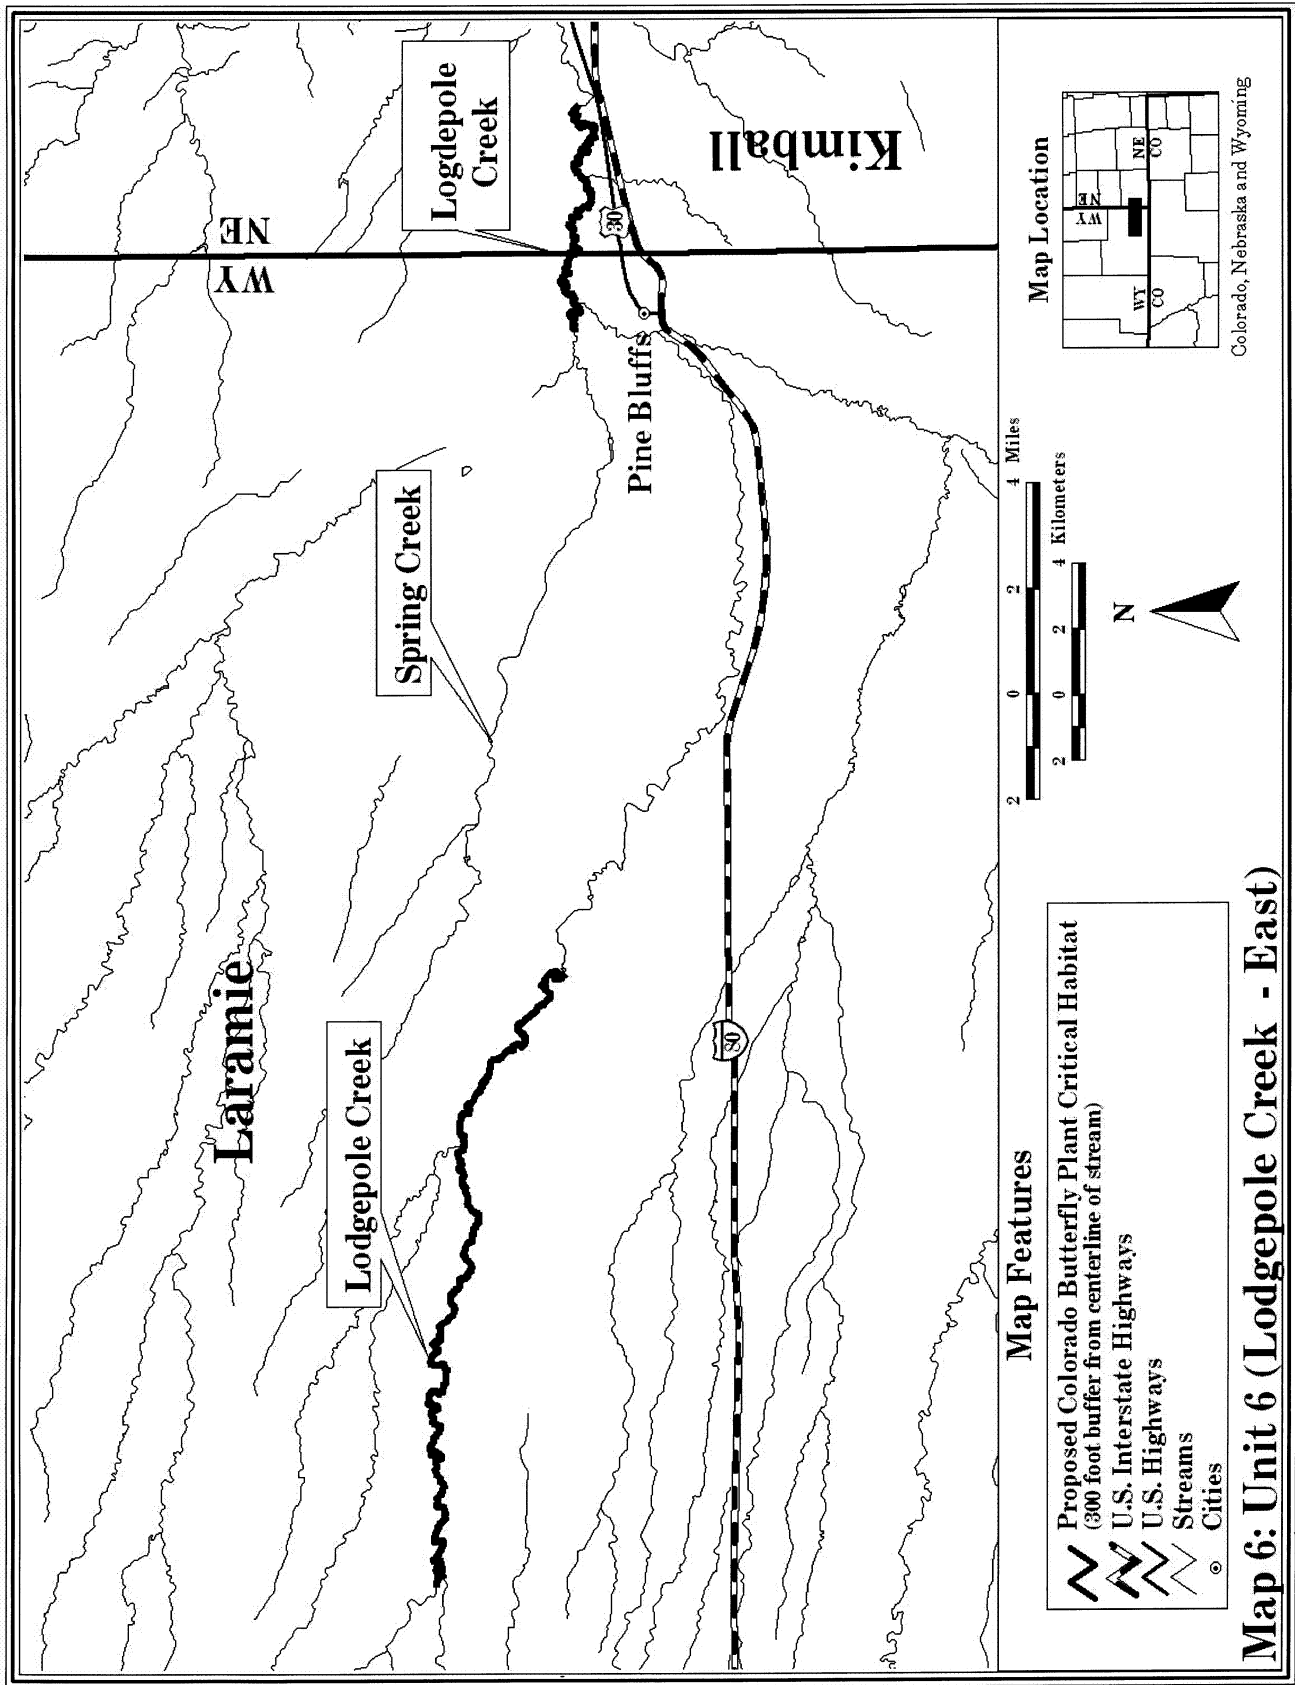 Laramie
WY
NE
Lodgepole Creek
Spring Creek
Logdepole
Creek
Pine Bluffs
80
30
Kimball
Map Features
Proposed Colorado Butterfly Plant Critical Habitat
(300 foot buffer from centerline of stream)
U.S. Interstate Highways
U.S. Highways
Streams
Cities
2 0 2 4 Miles
2 0 2 4 Kilometers
N
Map Location
WY
NE
WY
CO
NE
CO
Colorado, Nebraska and Wyoming
Map 6: Unit 6 (Lodgepole Creek - East)